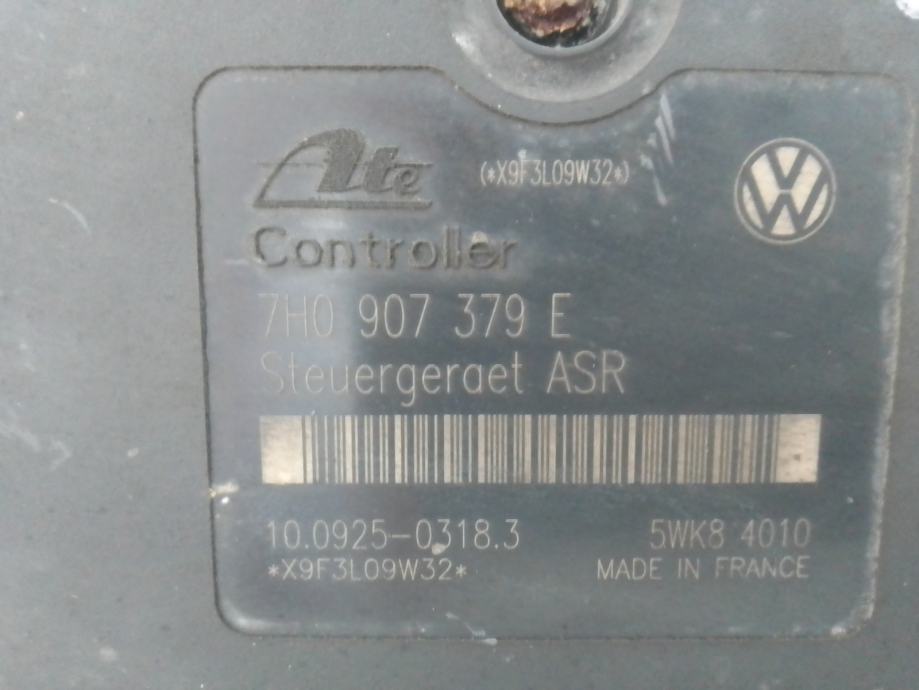 Ate (*X9F3L09W32*)
Controller
7H0 907 379 E
Steuergeraet ASR
10.0925-0318.3 5WK8 4010
*X9F3L09W32* MADE IN FRANCE